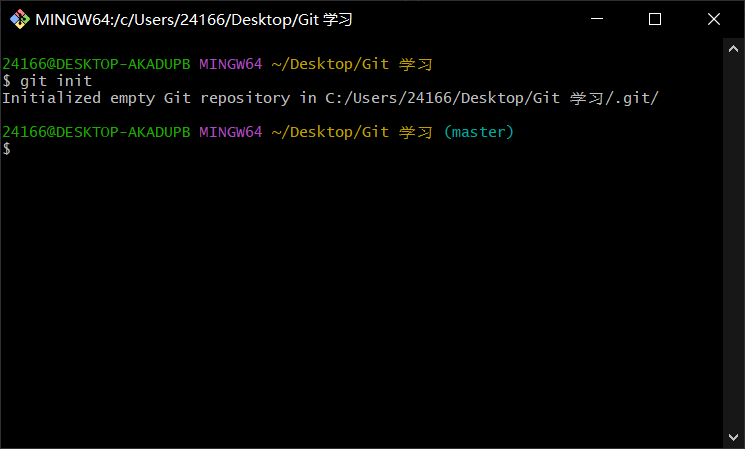 MINGW64:/c/Users/24166/Desktop/Git 学习
24166@DESKTOP-AKADUPB MINGW64 ~/Desktop/Git 学习
$ git init
Initialized empty Git repository in C:/Users/24166/Desktop/Git 学习/.git/
24166@DESKTOP-AKADUPB MINGW64 ~/Desktop/Git 学习 (master)
$